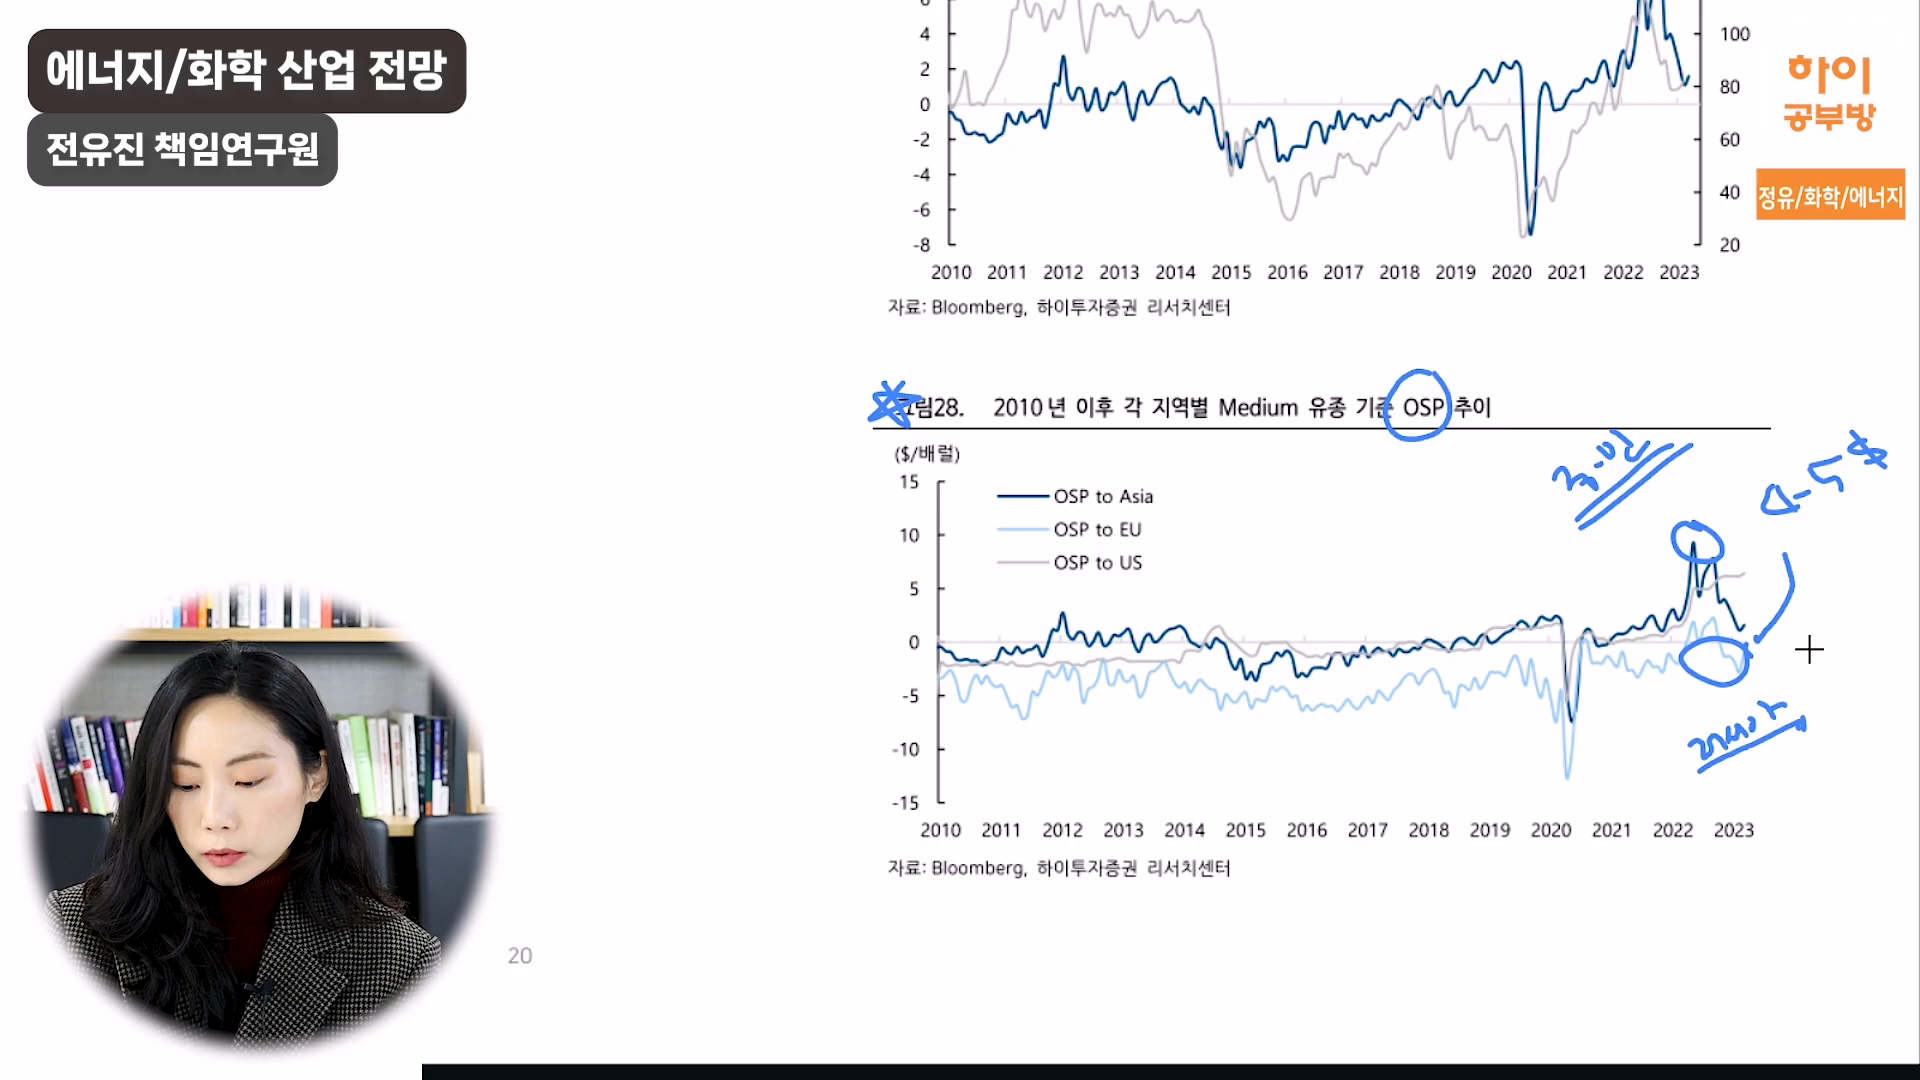 에너지/화학 산업 전망
전유진 책임연구원
하이
공부방
정유/화학/에너지
6
4
2
0
-2
-4
-6
-8
100
80
60
40
20
2010 2011 2012 2013 2014 2015 2016 2017 2018 2019 2020 2021 2022 2023
자료: Bloomberg, 하이투자증권 리서치센터
림28. 2010년 이후 각 지역별 Medium 유종 기준 OSP 추이
($/배럴)
15
10
5
0
-5
-10
-15
OSP to Asia
OSP to EU
OSP to US
4-5$
러시아
2010 2011 2012 2013 2014 2015 2016 2017 2018 2019 2020 2021 2022 2023
자료: Bloomberg, 하이투자증권 리서치센터
20